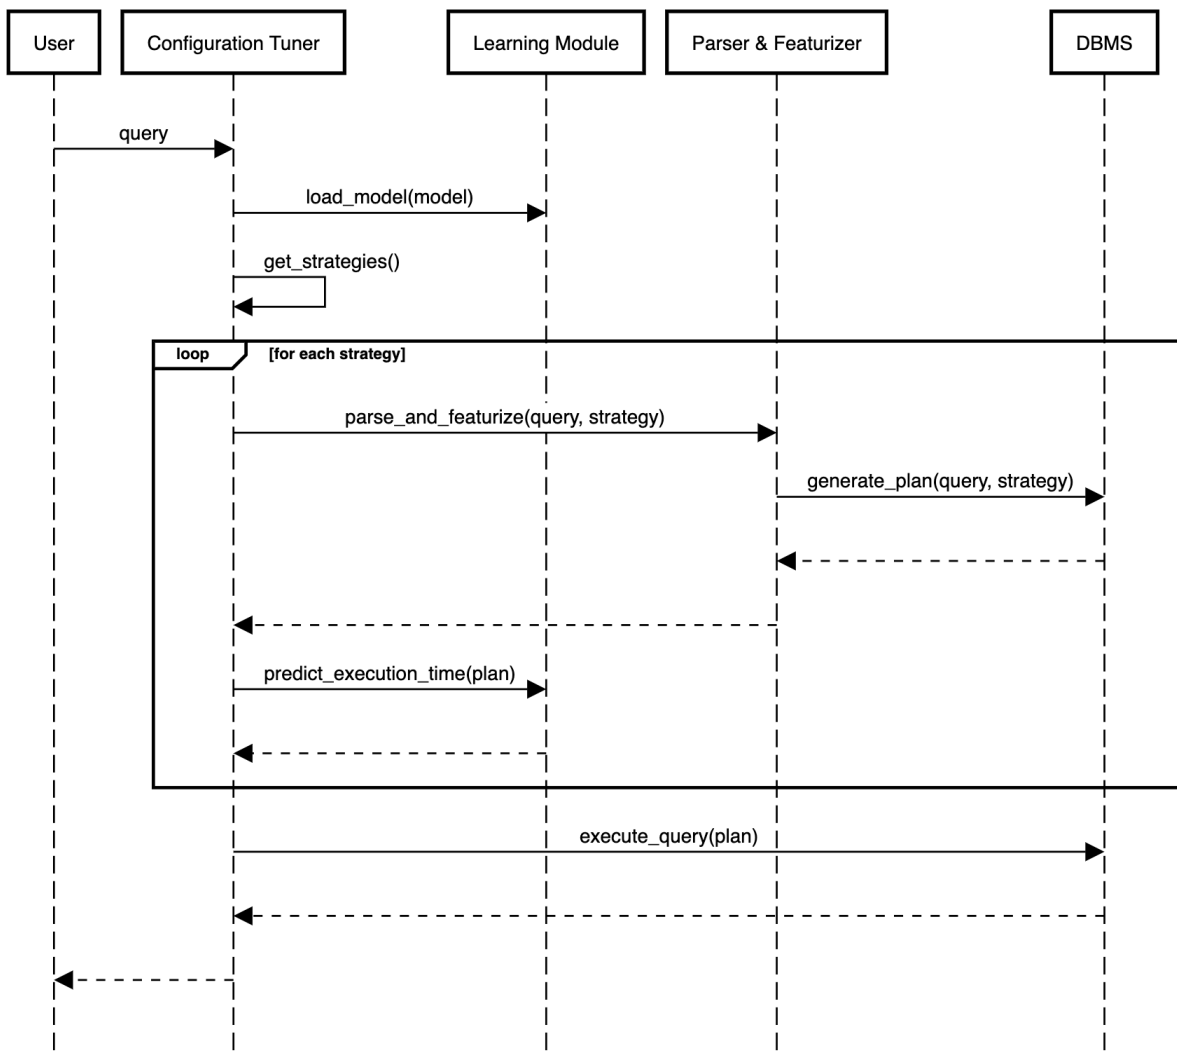 User
Configuration Tuner
Learning Module
Parser & Featurizer
DBMS
query
load_model(model)
get_strategies()
loop
[for each strategy]
parse_and_featurize(query, strategy)
generate_plan(query, strategy)
predict_execution_time(plan)
execute_query(plan)